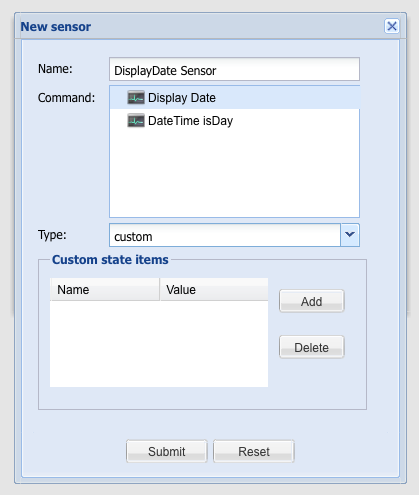 New sensor
Name: DisplayDate Sensor
Command: Display Date
DateTime isDay
Type: custom
Custom state items
Name Value
Add
Delete
Submit Reset